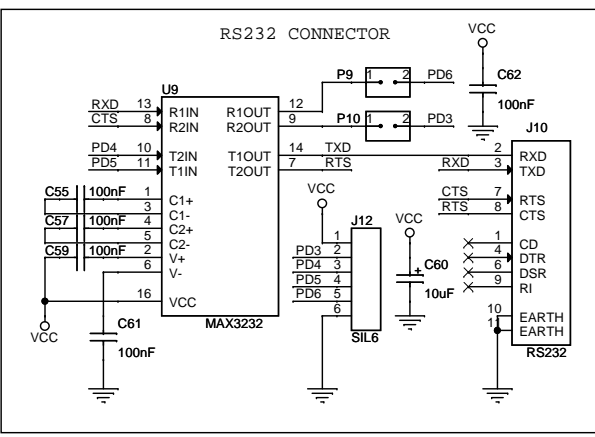 RS232 CONNECTOR
VCC
P9 1 2 PD6
C62
100nF
U9
RXD 13 R1IN R1OUT 12
CTS 8 R2IN R2OUT 9
P10 1 2 PD3
J10
PD4 10 T2IN T1OUT 14 TXD
PD5 11 T1IN T2OUT 7 RTS
2 RXD
RXD 3 TXD
CTS 7 RTS
RTS 8 CTS
1 CD
4 DTR
6 DSR
9 RI
10 EARTH
11 EARTH
RS232
C55 100nF 1 C1+
3 C1-
C57 100nF 4 C2+
5 C2-
C59 100nF 2 V+
6 V-
16 VCC
MAX3232
VCC
C61
100nF
VCC
J12
1
PD3 2
PD4 3
PD5 4
PD6 5
6
SIL6
VCC
+
C60
10uF